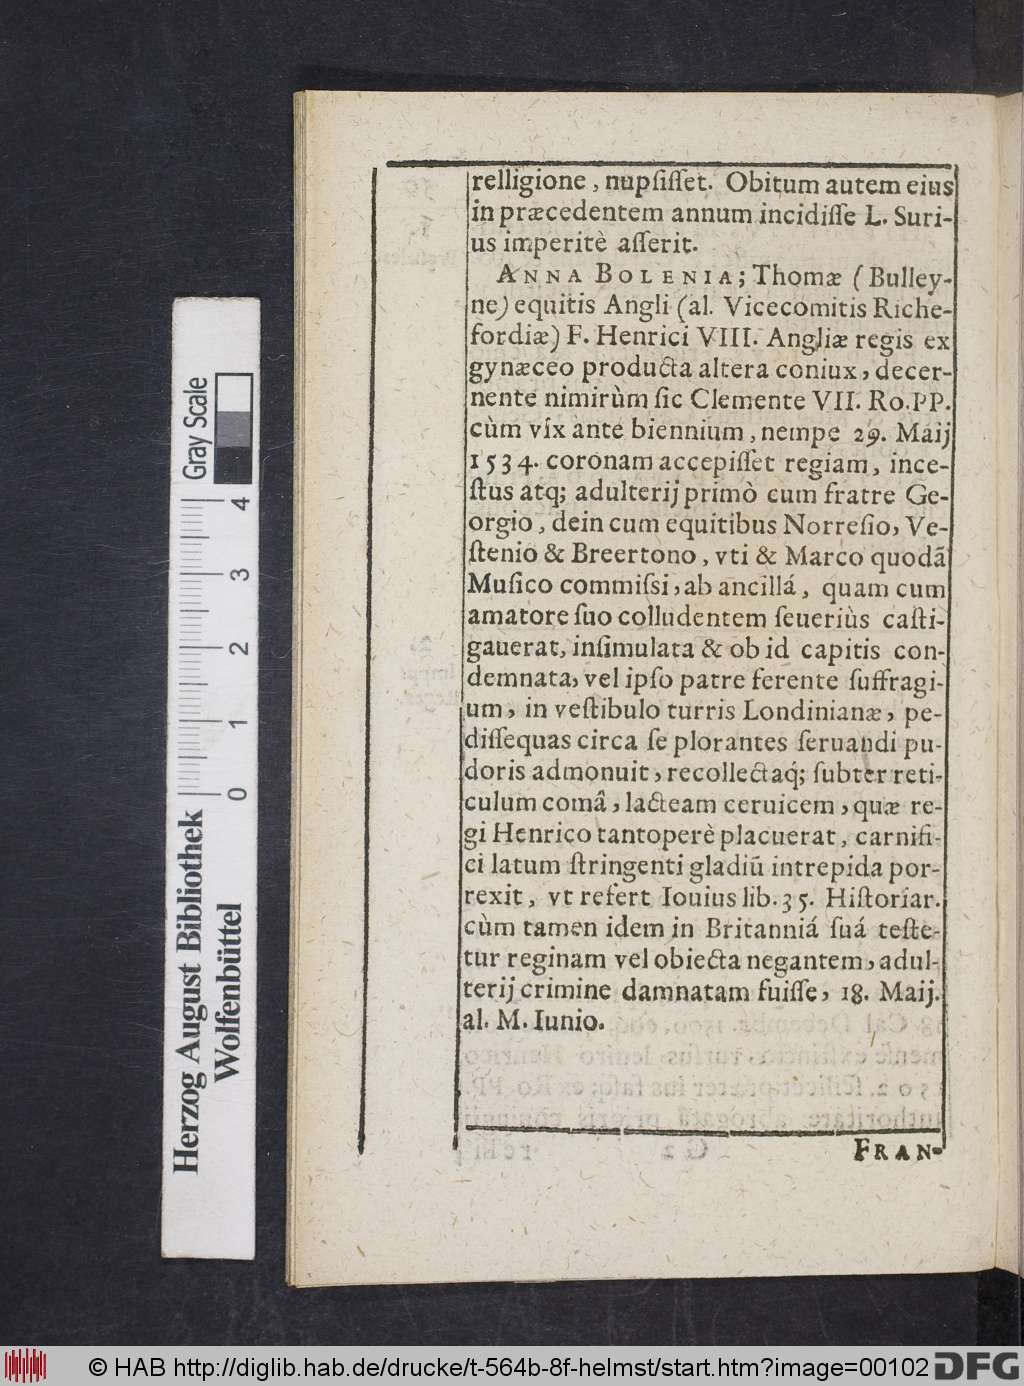 relligione, nupſiſſet. Obitum autem eius
in præcedentem annum incidiſſe L. Suri-
us imperitè aſſerit.
ANNA BOLENIA; Thomæ (Bulley-
ne) equitis Angli (al. Vicecomitis Riche-
fordiæ) F. Henrici VIII. Angliæ regis ex
gynæceo producta altera coniux, decer-
nente nimirùm ſic Clemente VII. Ro.PP.
cùm vix ante biennium, nempe 29. Maij
1534. coronam accepiſſet regiam, ince-
ſtus atq; adulterij primò cum fratre Ge-
orgio, dein cum equitibus Norreſio, Ve-
ſtenio & Breertono, vti & Marco quodã
Muſico commiſsi, ab ancillá, quam cum
amatore ſuo colludentem ſeueriùs caſti-
gauerat, inſimulata & ob id capitis con-
demnata, vel ipſo patre ferente ſuffragi-
um, in veſtibulo turris Londinianæ, pe-
diſſequas circa ſe plorantes ſeruandi pu-
doris admonuit, recollectaq́; ſubter reti-
culum comâ, lacteam ceruicem, quæ re-
gi Henrico tantoperè placuerat, carnifi-
ci latum ſtringenti gladiũ intrepida por-
rexit, vt refert Iouius lib. 35. Hiſtoriar.
cùm tamen idem in Britanniá ſuá teſte-
tur reginam vel obiecta negantem, adul-
terij crimine damnatam fuiſſe, 18. Maij.
al. M. Iunio.
FRAN-
Herzog August Bibliothek
Wolfenbüttel
Gray Scale
0 1 2 3 4
© HAB http://diglib.hab.de/drucke/t-564b-8f-helmst/start.htm?image=00102
DFG